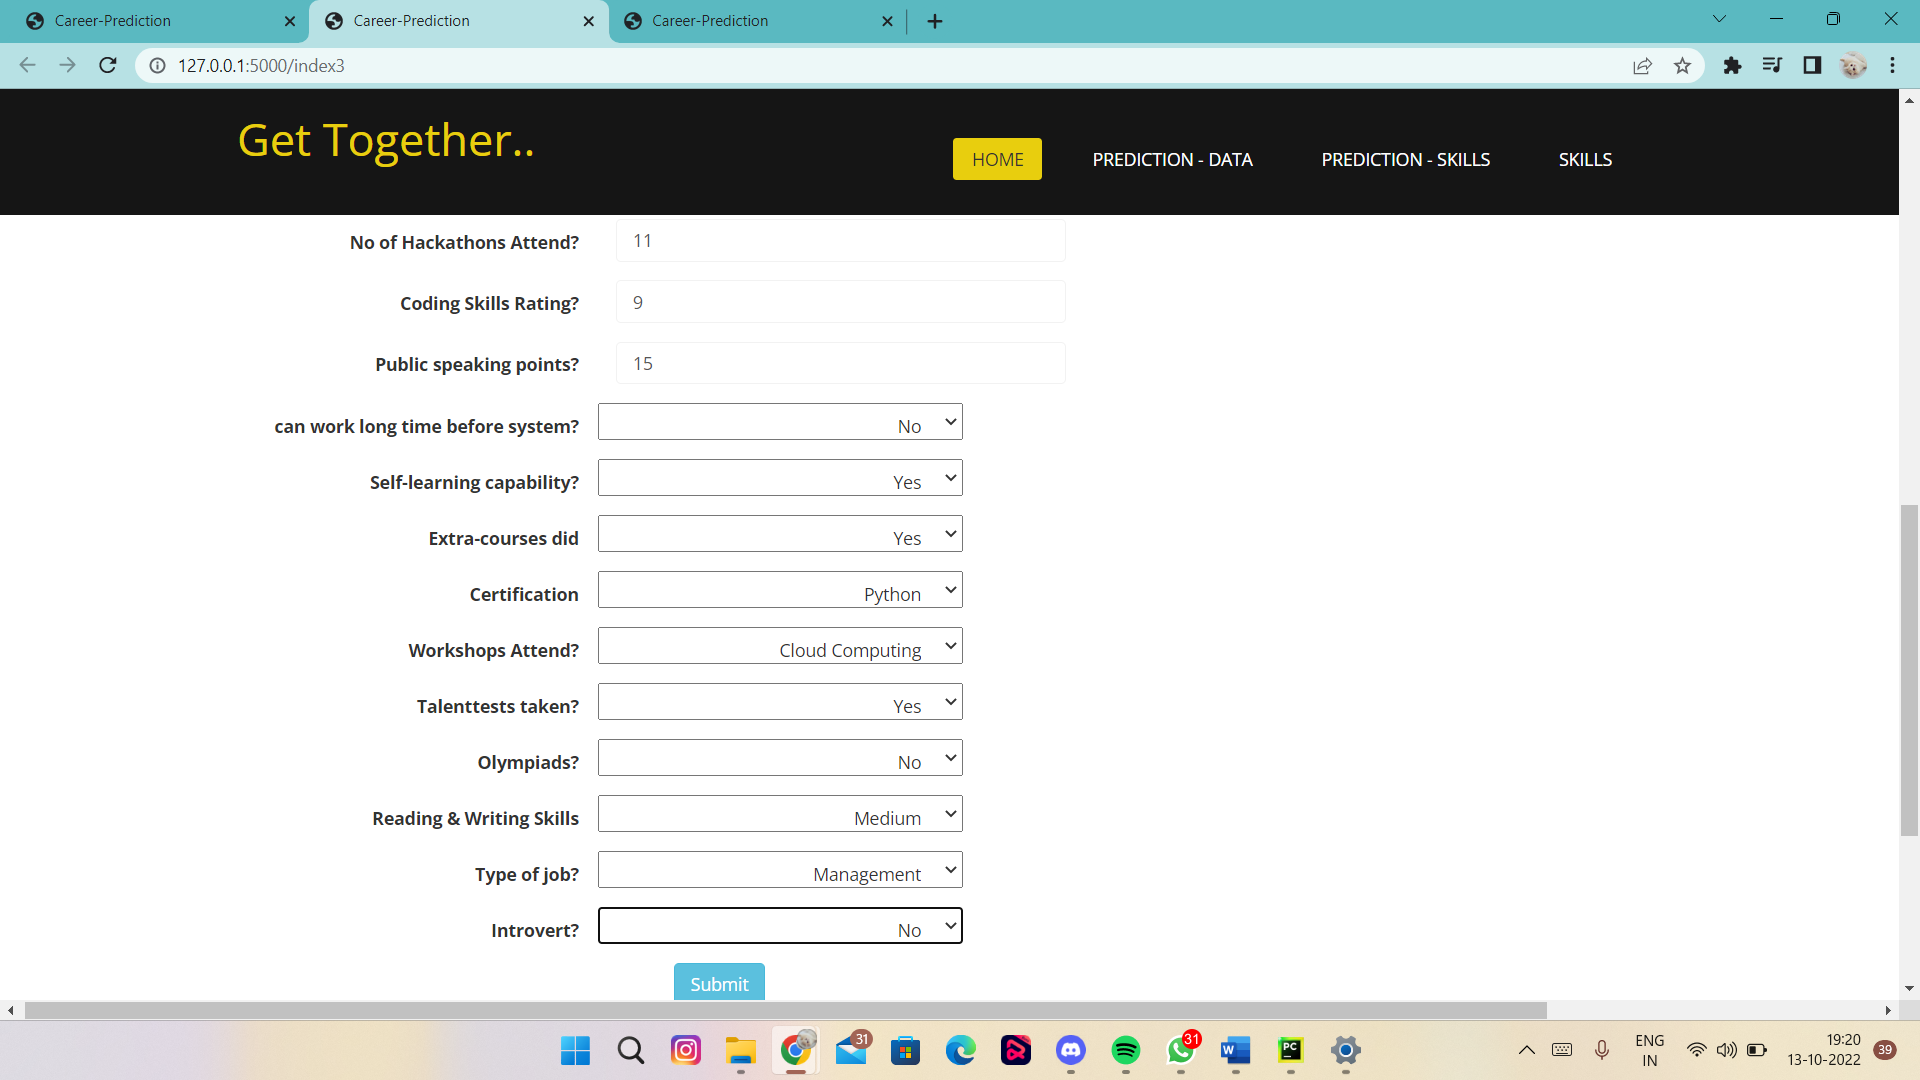 Career-Prediction
Career-Prediction
Career-Prediction
127.0.0.1:5000/index3
Get Together..
HOME
PREDICTION - DATA
PREDICTION - SKILLS
SKILLS
No of Hackathons Attend? 11
Coding Skills Rating? 9
Public speaking points? 15
can work long time before system? No
Self-learning capability? Yes
Extra-courses did Yes
Certification Python
Workshops Attend? Cloud Computing
Talenttests taken? Yes
Olympiads? No
Reading & Writing Skills Medium
Type of job? Management
Introvert? No
Submit
31
31
W
PC
ENG
IN
19:20
13-10-2022
39